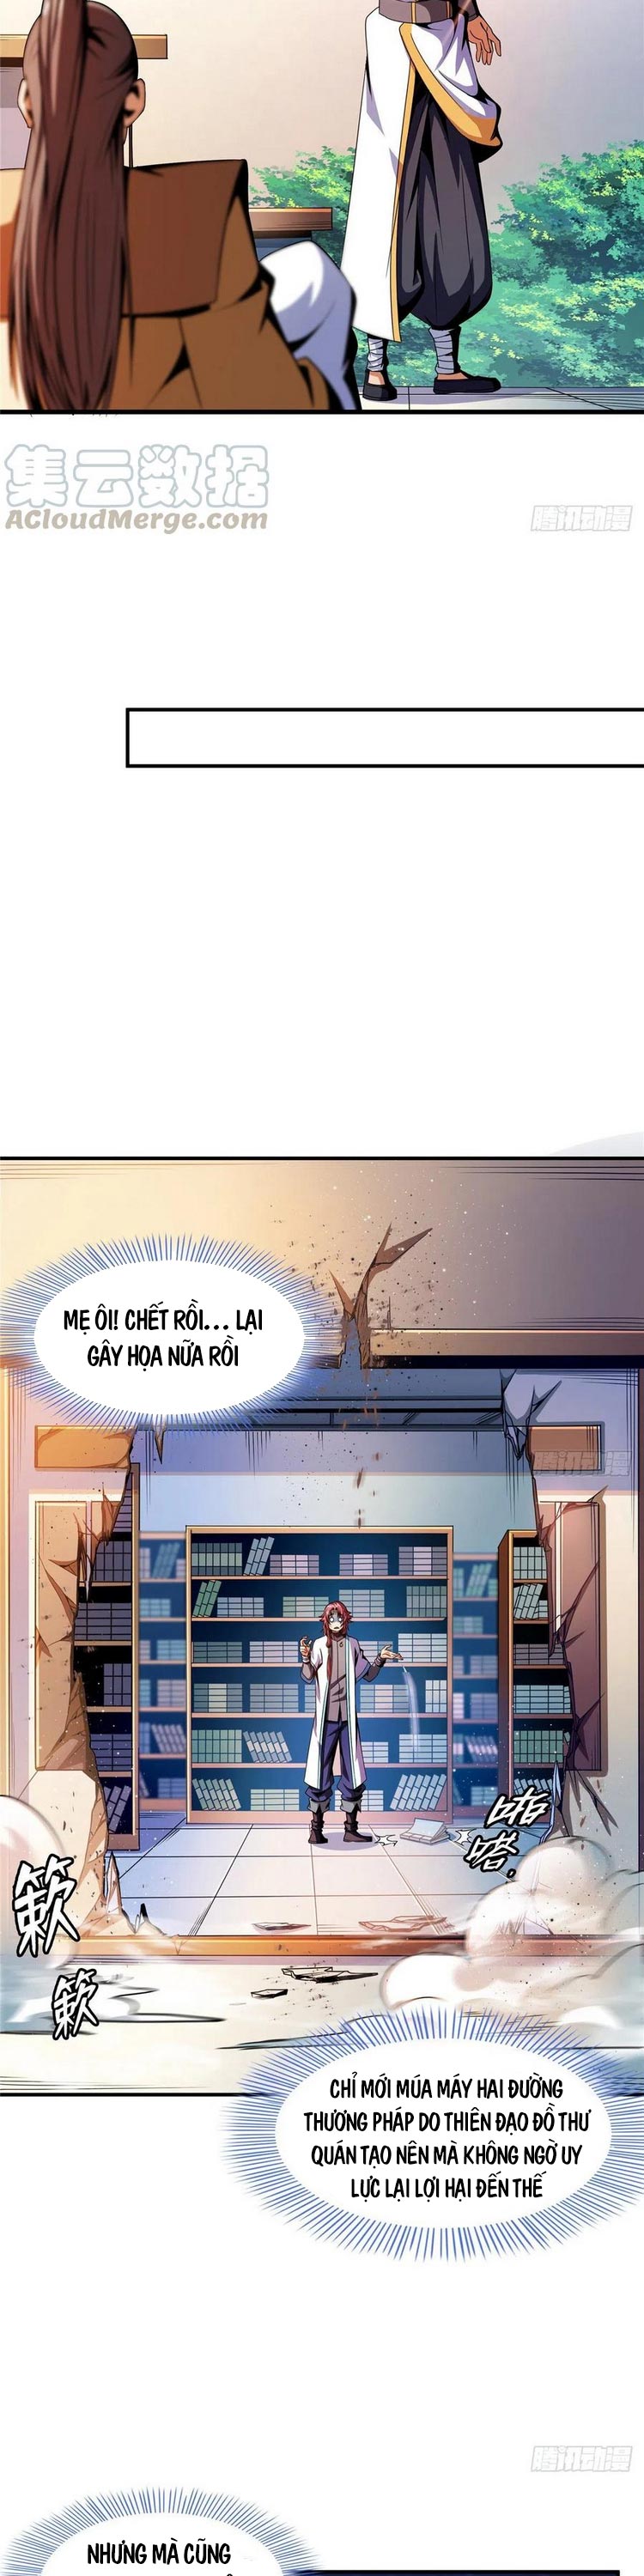 集云数据
ACloudMerge.com
腾讯动漫
MẸ ÔI! CHẾT RỒI... LẠI
GÂY HỌA NỮA RỒI
腾讯动漫
啪
嗒.
簌
簌
CHỈ MỚI MÚA MÁY HAI ĐƯỜNG
THƯƠNG PHÁP DO THIÊN ĐẠO ĐỒ THƯ
QUÁN TẠO NÊN MÀ KHÔNG NGỜ UY
LỰC LẠI LỢI HẠI ĐẾN THẾ
腾讯动漫
NHƯNG MÀ CŨNG